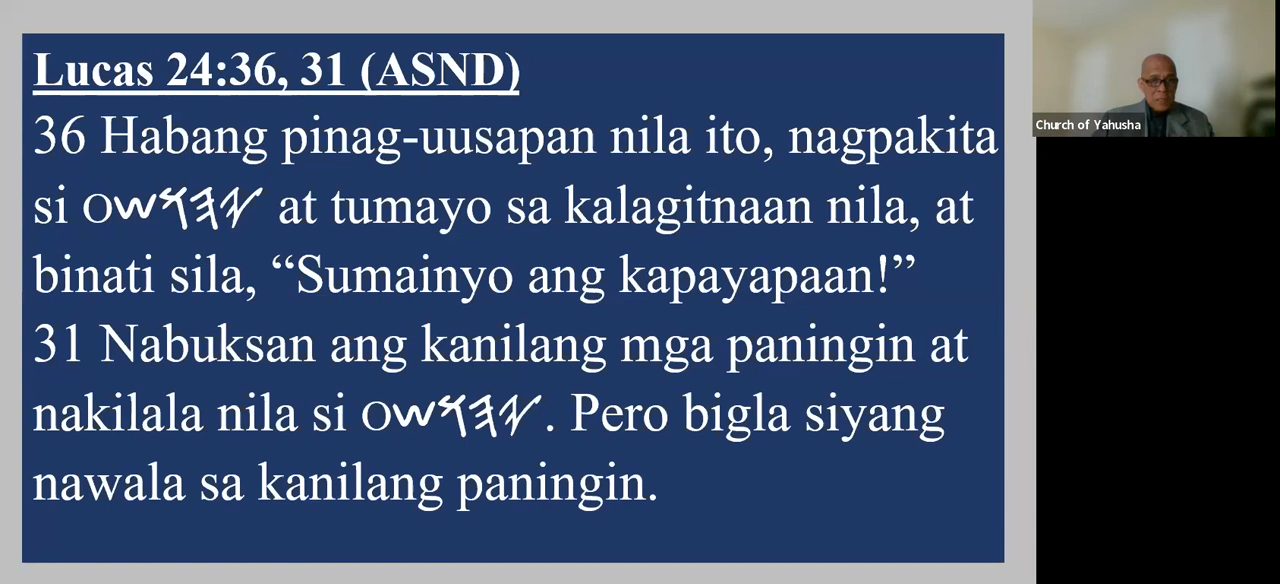 Lucas 24:36, 31 (ASND)
36 Habang pinag-uusapan nila ito, nagpakita
si 𐤉𐤄𐤅𐤔𐤏 at tumayo sa kalagitnaan nila, at
binati sila, “Sumainyo ang kapayapaan!”
31 Nabuksan ang kanilang mga paningin at
nakilala nila si 𐤉𐤄𐤅𐤔𐤏. Pero bigla siyang
nawala sa kanilang paningin.
Church of Yahusha